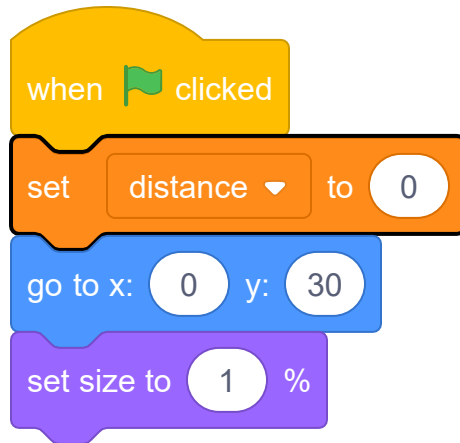 when clicked
set distance to 0
go to x: 0 y: 30
set size to 1 %